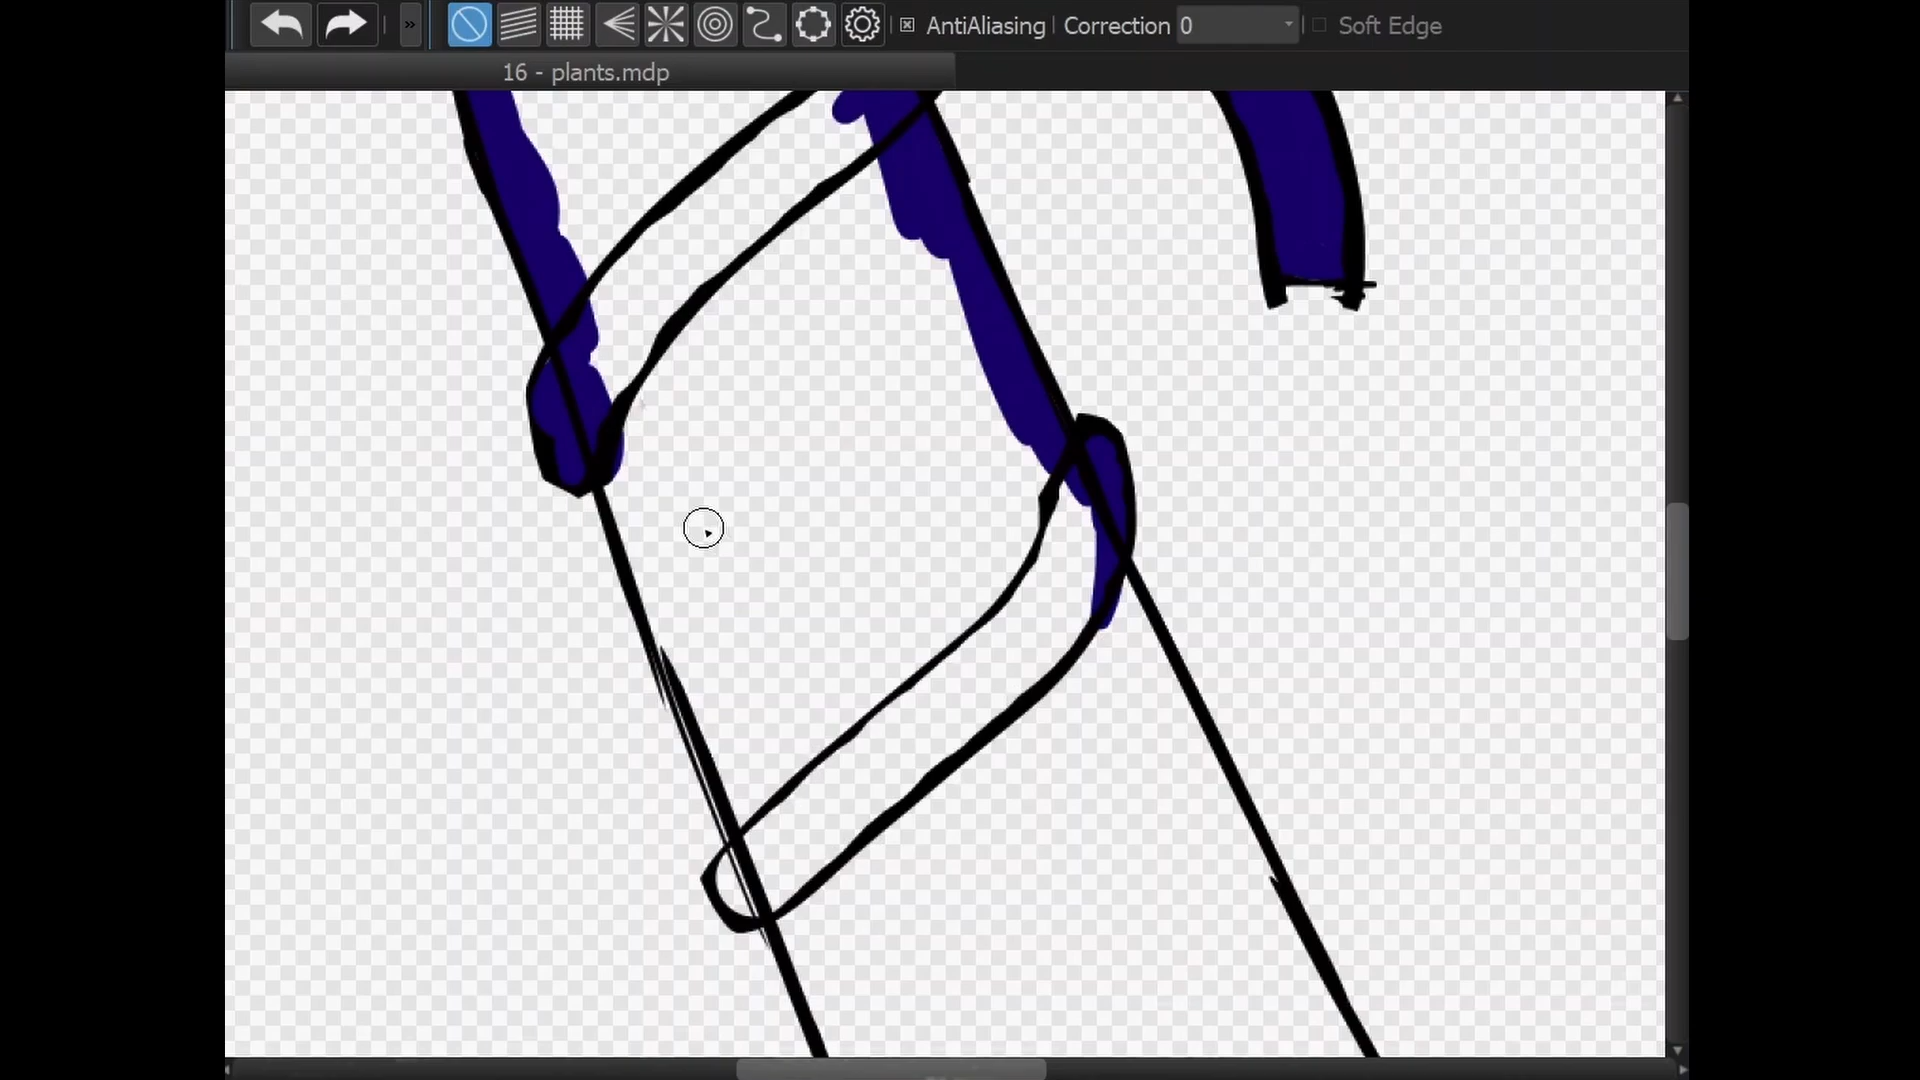 » AntiAliasing Correction 0 Soft Edge
16 - plants.mdp